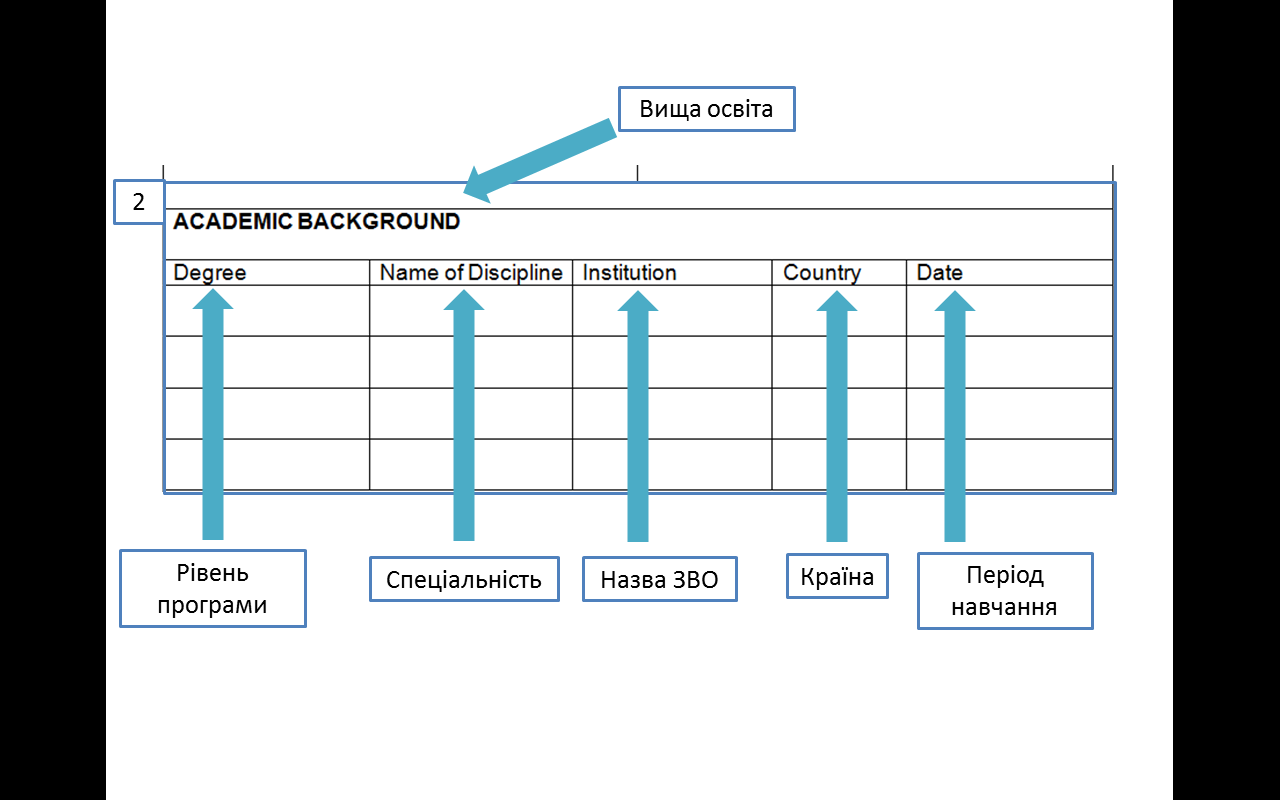 Вища освіта
2
ACADEMIC BACKGROUND
Degree Name of Discipline Institution Country Date
Рівень
програми
Спеціальність
Назва ЗВО
Країна
Період
навчання